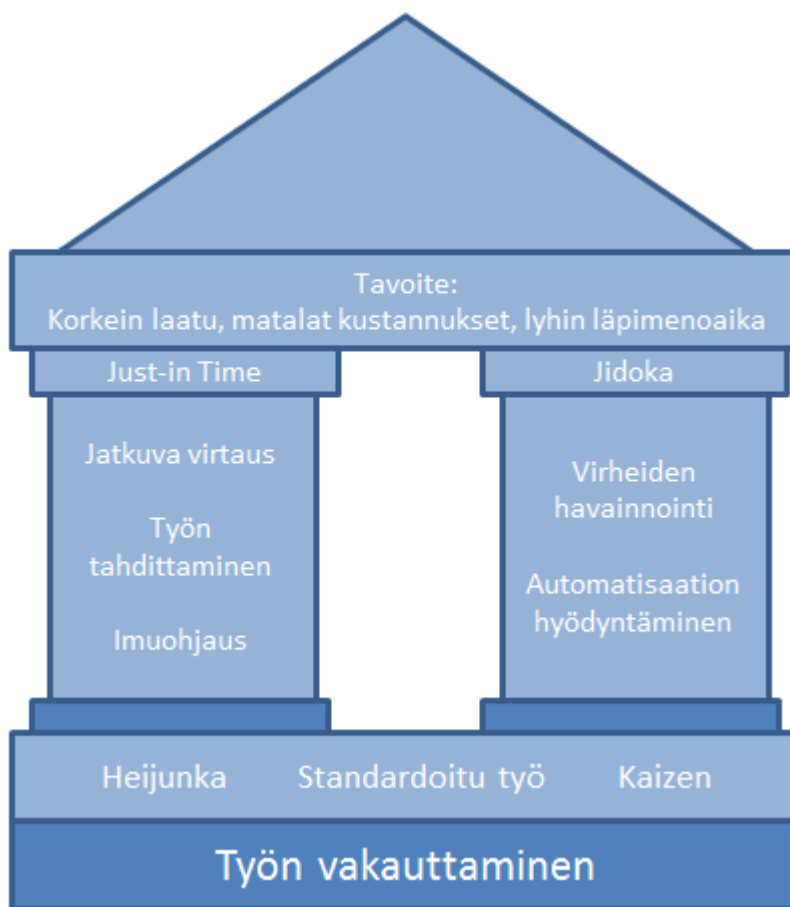 Tavoite:
Korkein laatu, matalat kustannukset, lyhin läpimenoaika
Just-in Time
Jatkuva virtaus
Työn
tahdittaminen
Imuohjaus
Jidoka
Virheiden
havainnointi
Automatisaation
hyödyntäminen
Heijunka Standardoitu työ Kaizen
Työn vakauttaminen